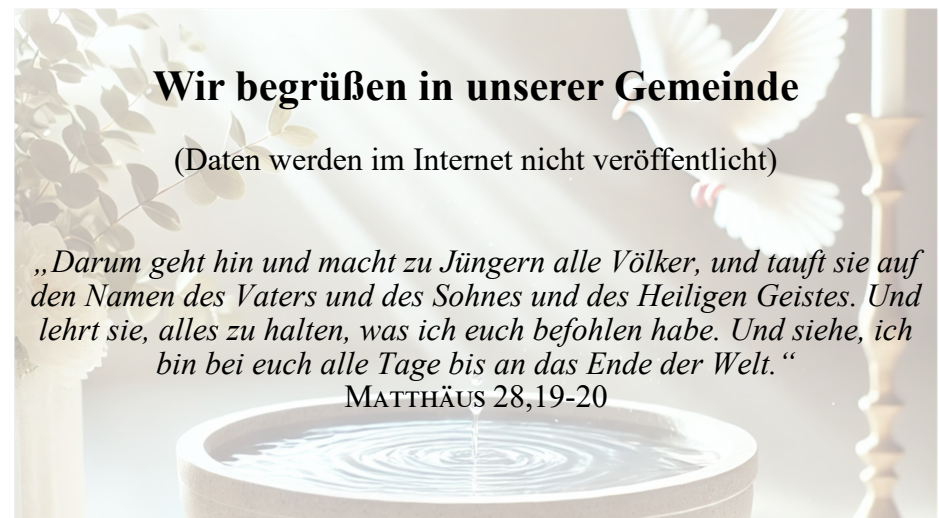 Wir begrüßen in unserer Gemeinde
(Daten werden im Internet nicht veröffentlicht)
„Darum geht hin und macht zu Jüngern alle Völker, und tauft sie auf
den Namen des Vaters und des Sohnes und des Heiligen Geistes. Und
lehrt sie, alles zu halten, was ich euch befohlen habe. Und siehe, ich
bin bei euch alle Tage bis an das Ende der Welt.“
MATTHÄUS 28,19-20